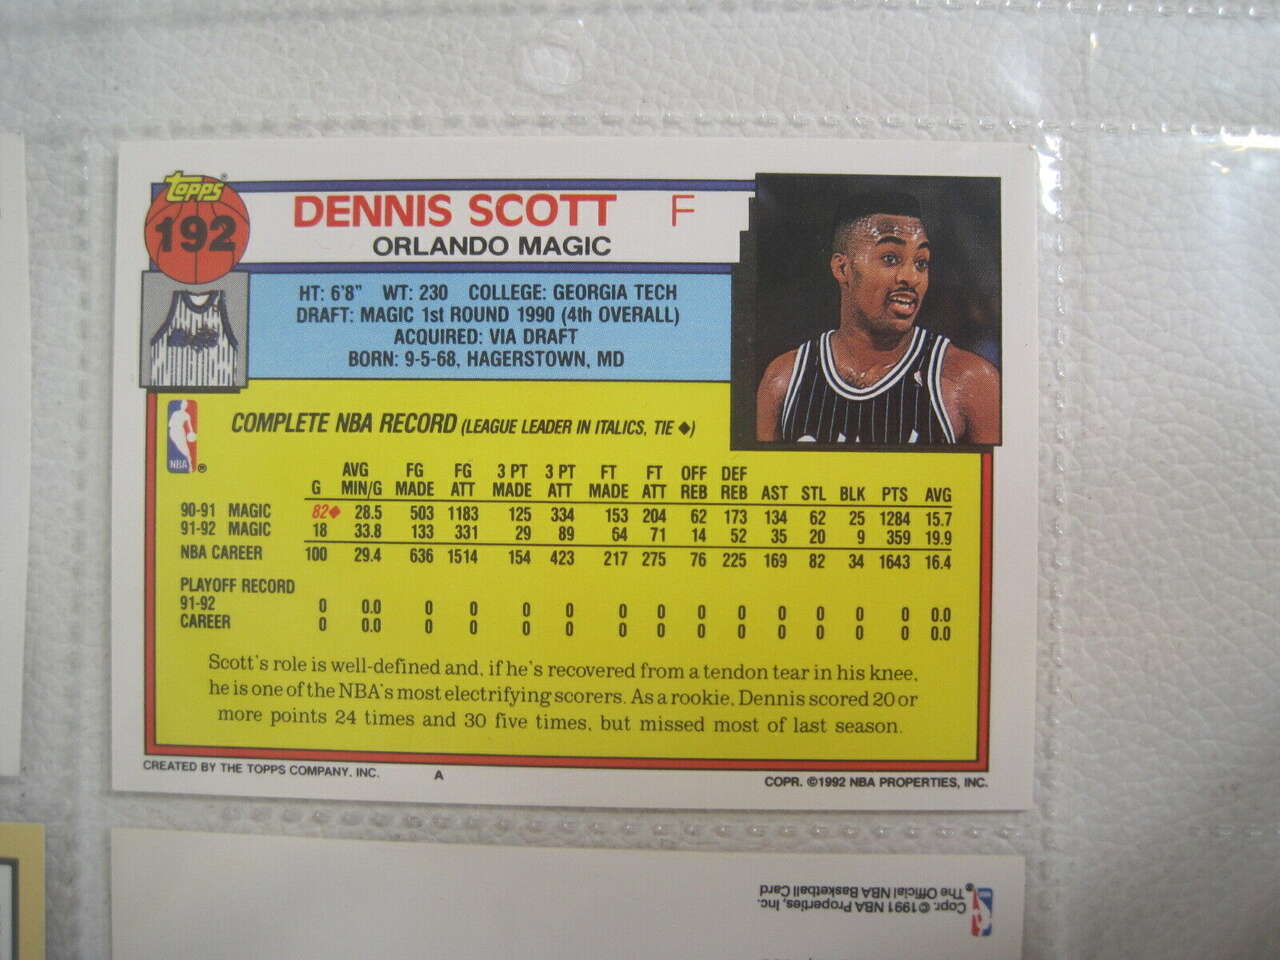 topps
192
DENNIS SCOTT F
ORLANDO MAGIC
HT: 6'8" WT: 230 COLLEGE: GEORGIA TECH
DRAFT: MAGIC 1st ROUND 1990 (4th OVERALL)
ACQUIRED: VIA DRAFT
BORN: 9-5-68, HAGERSTOWN, MD
NBA ®
COMPLETE NBA RECORD (LEAGUE LEADER IN ITALICS, TIE ◆)
G AVG MIN/G FG MADE FG ATT 3 PT MADE 3 PT ATT FT MADE FT ATT OFF REB DEF REB AST STL BLK PTS AVG
90-91 MAGIC 82◆ 28.5 503 1183 125 334 153 204 62 173 134 62 25 1284 15.7
91-92 MAGIC 18 33.8 133 331 29 89 64 71 14 52 35 20 9 359 19.9
NBA CAREER 100 29.4 636 1514 154 423 217 275 76 225 169 82 34 1643 16.4
PLAYOFF RECORD
91-92 0 0.0 0 0 0 0 0 0 0 0 0 0 0 0 0.0
CAREER 0 0.0 0 0 0 0 0 0 0 0 0 0 0 0 0.0
Scott's role is well-defined and, if he's recovered from a tendon tear in his knee,
he is one of the NBA's most electrifying scorers. As a rookie, Dennis scored 20 or
more points 24 times and 30 five times, but missed most of last season.
CREATED BY THE TOPPS COMPANY, INC. A COPR. ©1992 NBA PROPERTIES, INC.
Copr. ©1991 NBA Properties, Inc.
The Official NBA Basketball Card
®